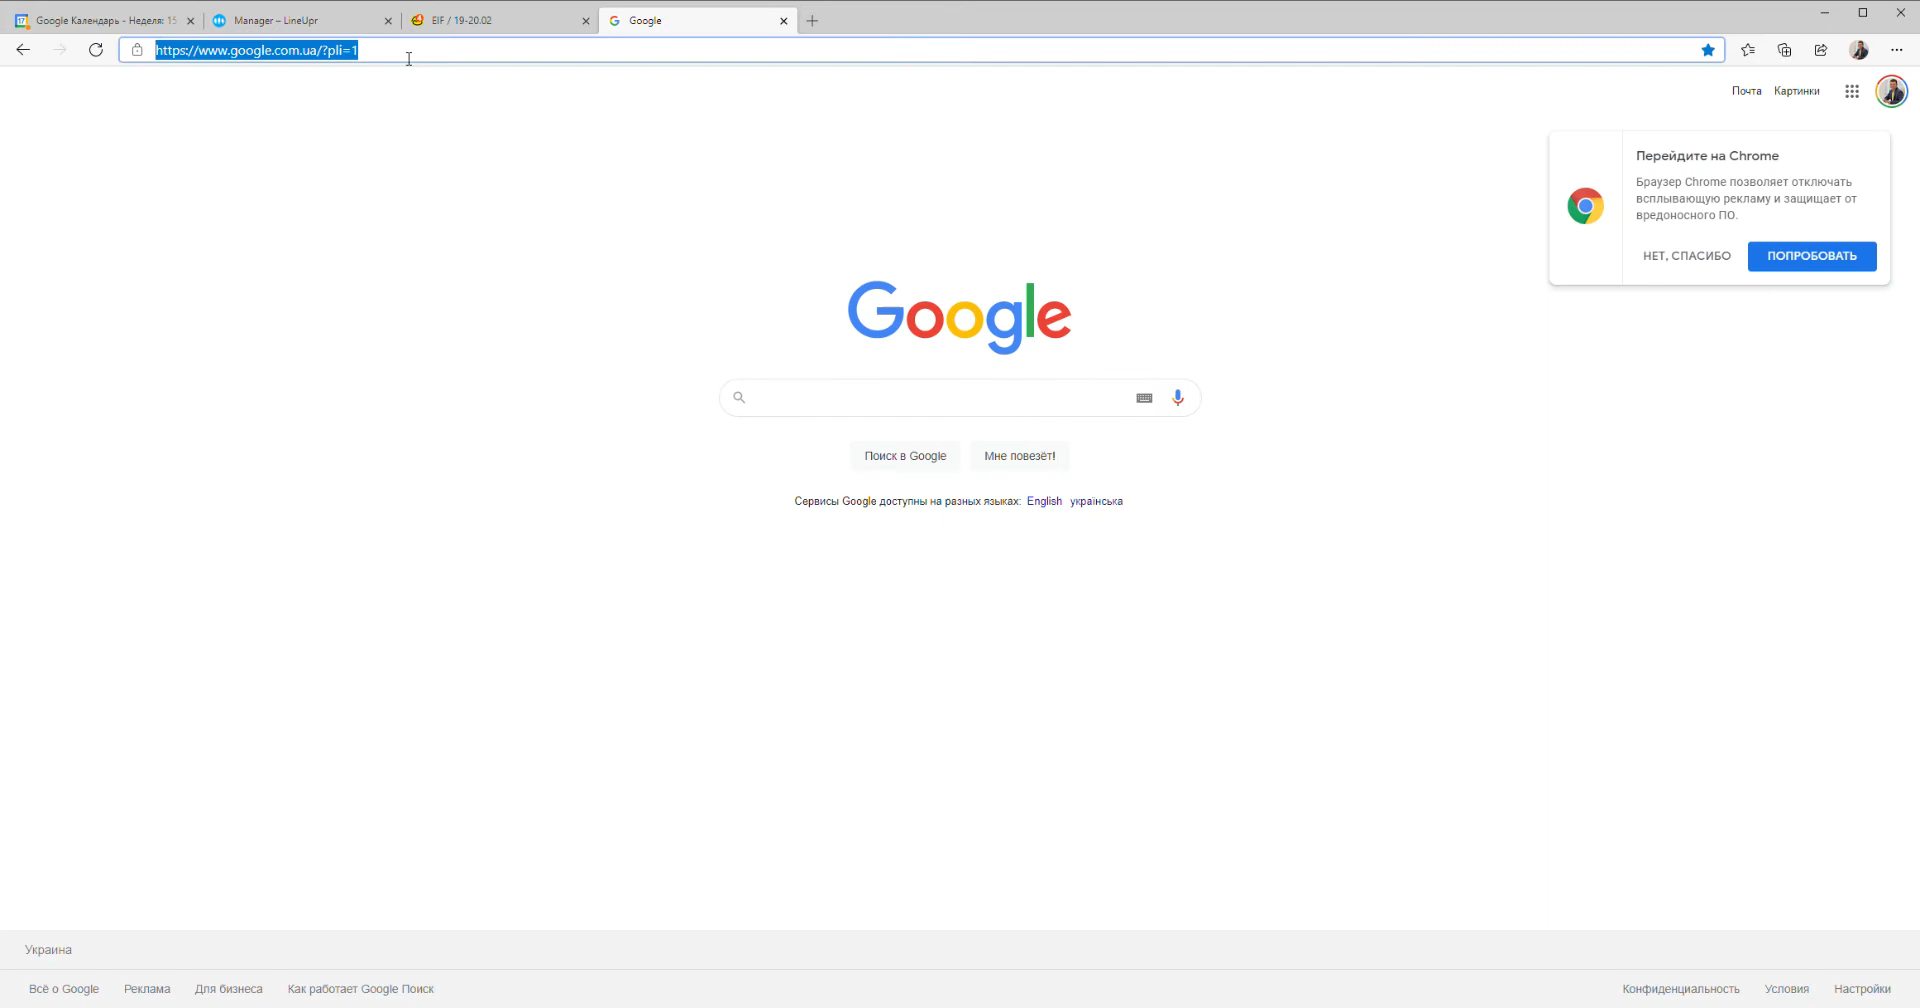 Google Календарь - Неделя: 15
Manager – LineUpr
EIF / 19-20.02
Google
https://www.google.com.ua/?pli=1
Почта Картинки
Перейдите на Chrome
Браузер Chrome позволяет отключать
всплывающую рекламу и защищает от
вредоносного ПО.
НЕТ, СПАСИБО ПОПРОБОВАТЬ
Google
Поиск в Google Мне повезёт!
Сервисы Google доступны на разных языках: English українська
Украина
Всё о Google Реклама Для бизнеса Как работает Google Поиск Конфиденциальность Условия Настройки